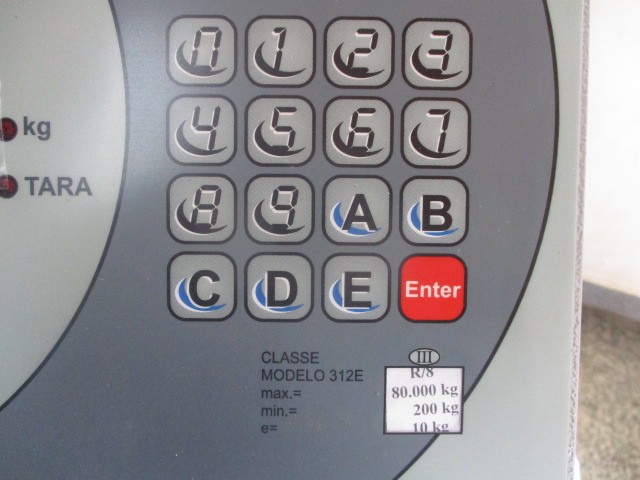 0 1 2 3
4 5 6 7
kg
TARA
8 9 A B
C D E Enter
CLASSE III
MODELO 312E R/8
max.= 80.000 kg
min.= 200 kg
e= 10 kg